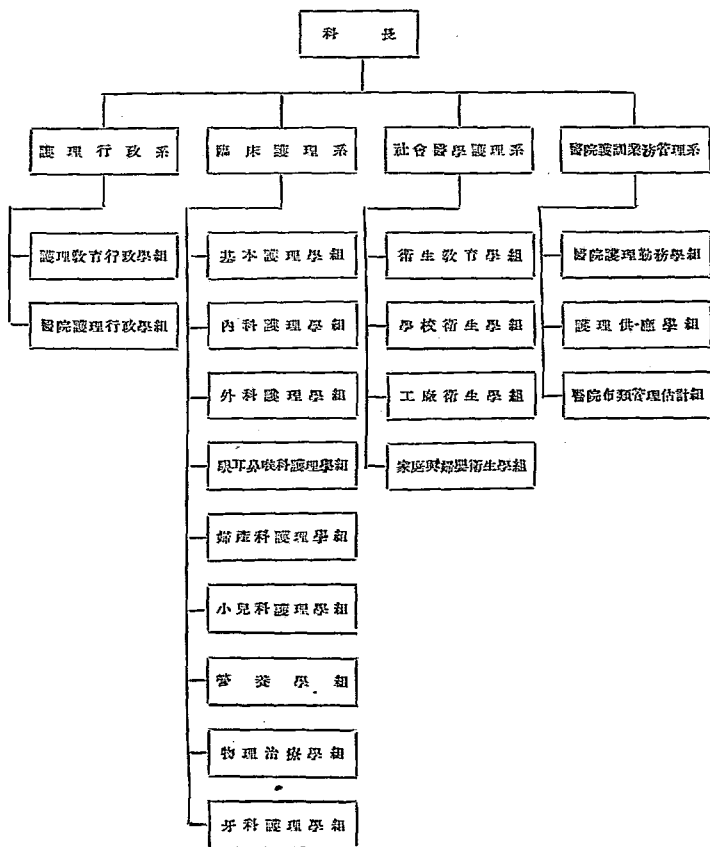 科長
護理行政系
臨床護理系
社會醫學護理系
醫院護訓業務管理系
護理敎育行政學組
醫院護理行政學組
基本護理學組
內科護理學組
外科護理學組
眼耳鼻喉科護理學組
婦產科護理學組
小兒科護理學組
營養學組
物理治療學組
牙科護理學組
衛生敎育學組
學校衛生學組
工廠衛生學組
家庭與婦嬰衛生學組
醫院護理勤務學組
護理供應學組
醫院布類管理估計組